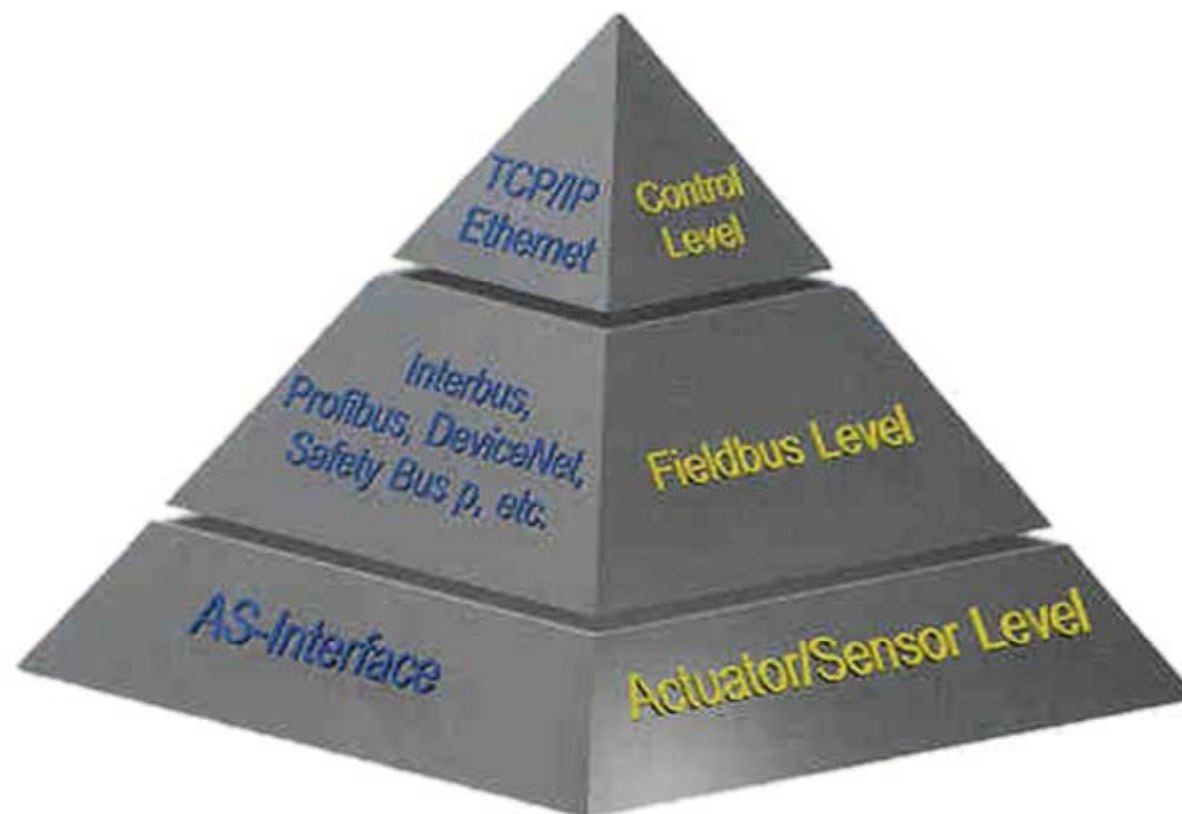 TCP/IP
Ethernet
Control
Level
Interbus,
Profibus, DeviceNet,
Safety Bus p, etc.
Fieldbus Level
AS-Interface
Actuator/Sensor Level